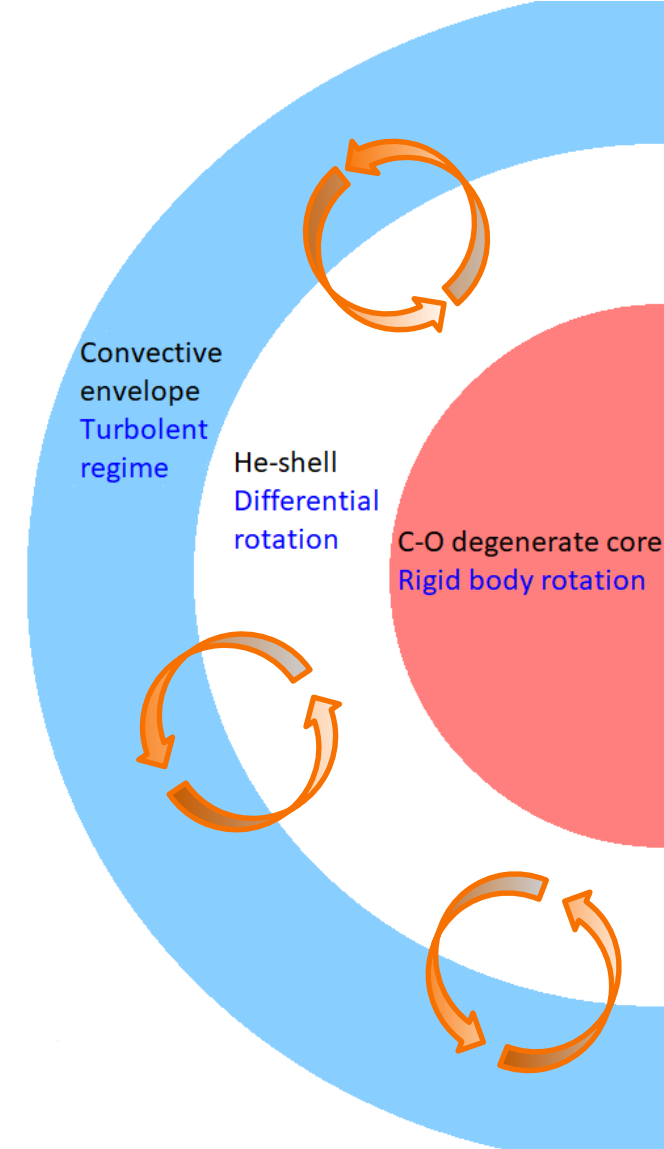 Convective
envelope
Turbolent
regime
He-shell
Differential
rotation
C-O degenerate core
Rigid body rotation